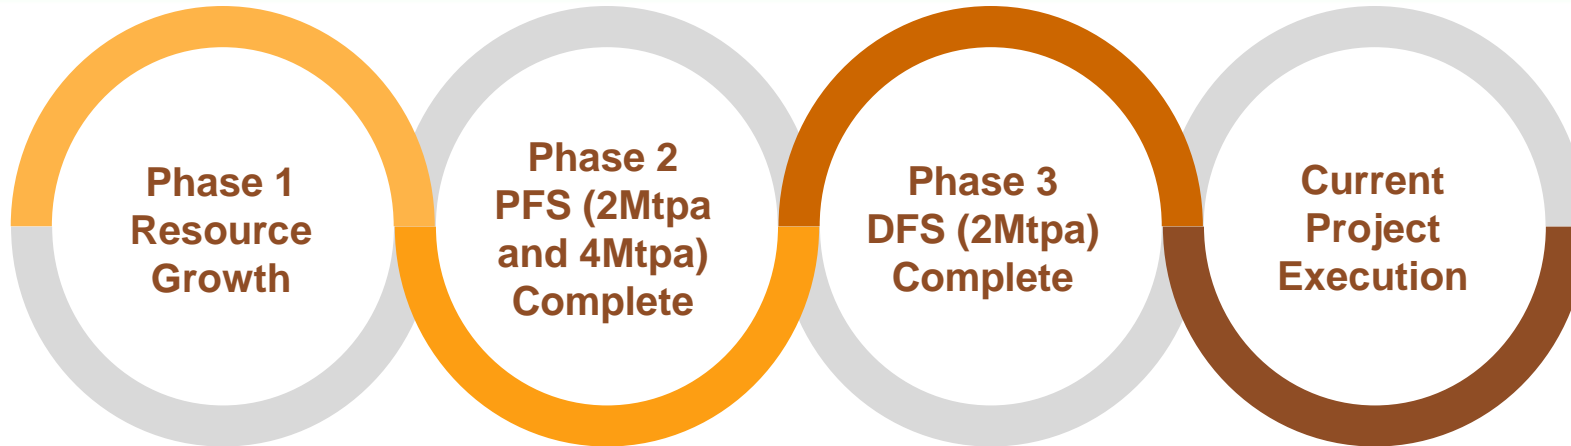 Phase 1
Resource
Growth
Phase 2
PFS (2Mtpa
and 4Mtpa)
Complete
Phase 3
DFS (2Mtpa)
Complete
Current
Project
Execution